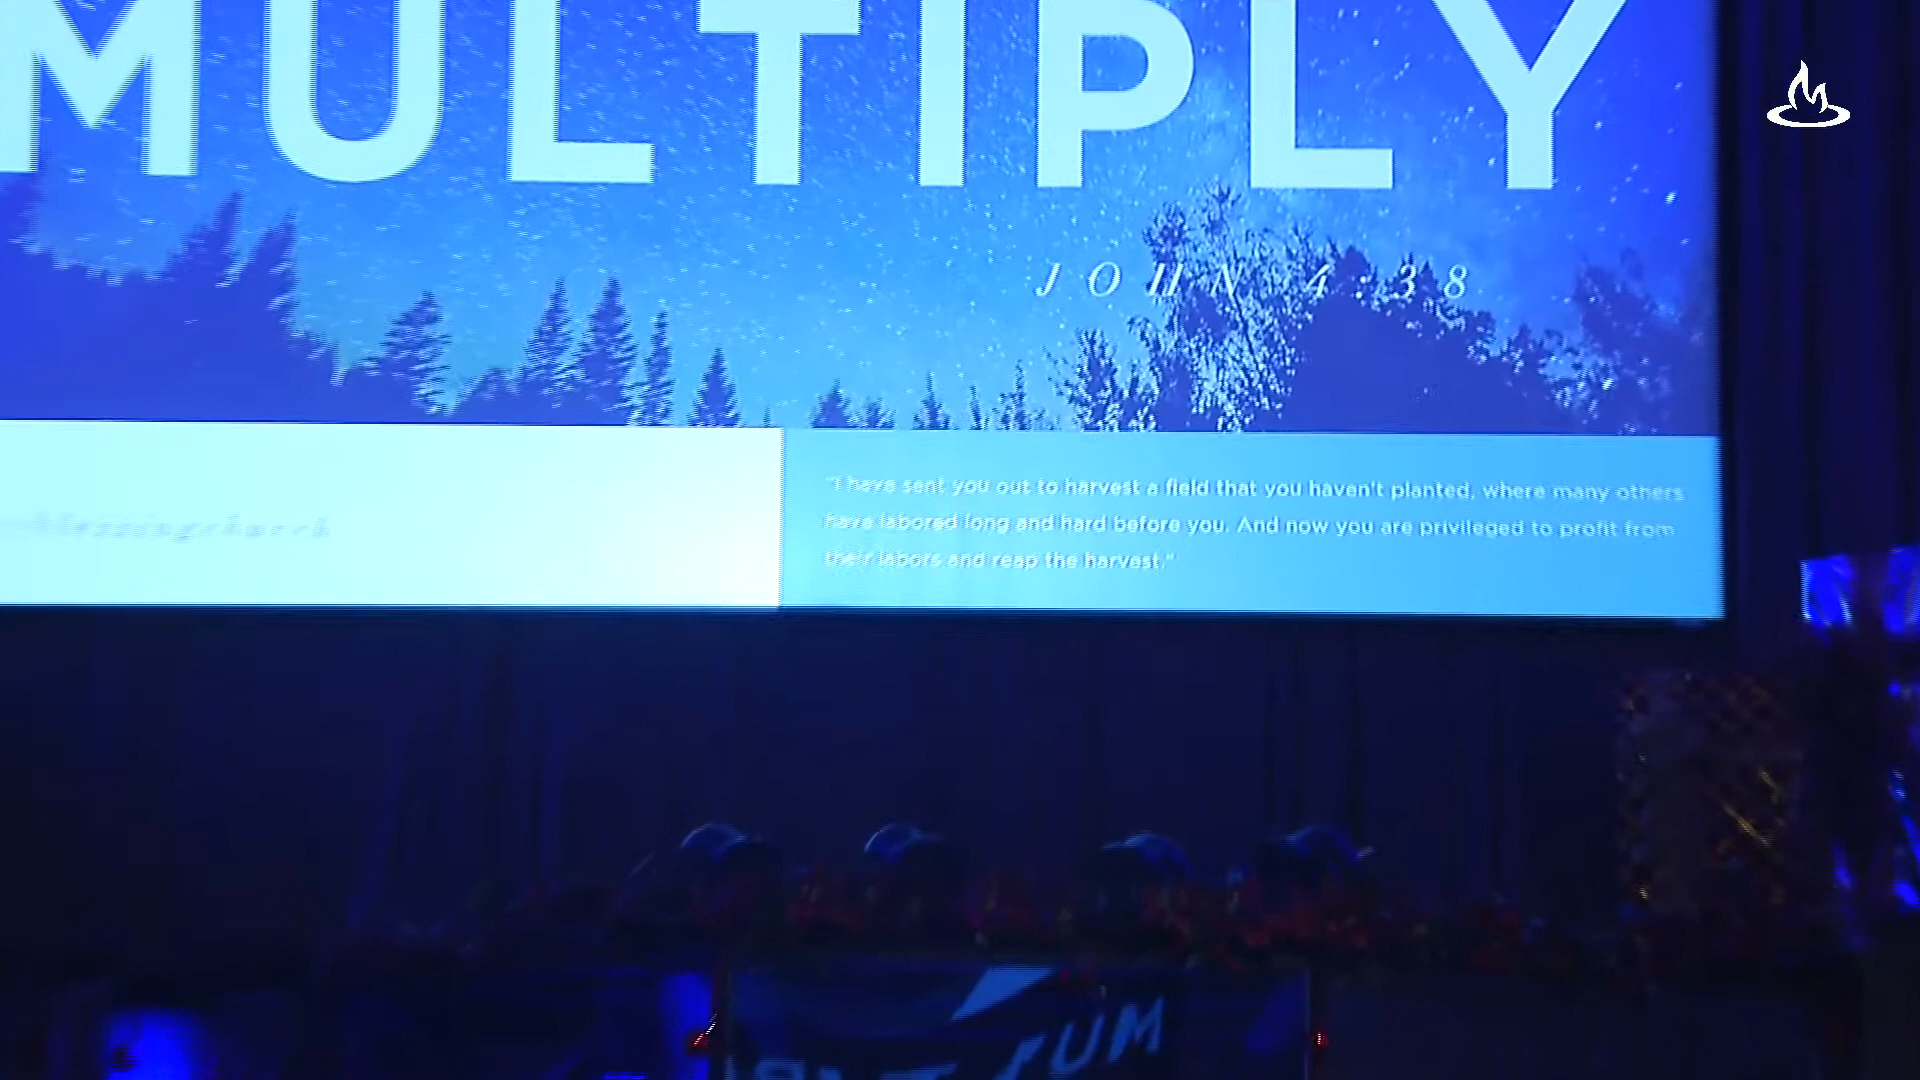 MULTIPLY
JOHN 4:38
"I have sent you out to harvest a field that you haven't planted, where many others
have labored long and hard before you. And now you are privileged to profit from
their labors and reap the harvest."
blessingchurch